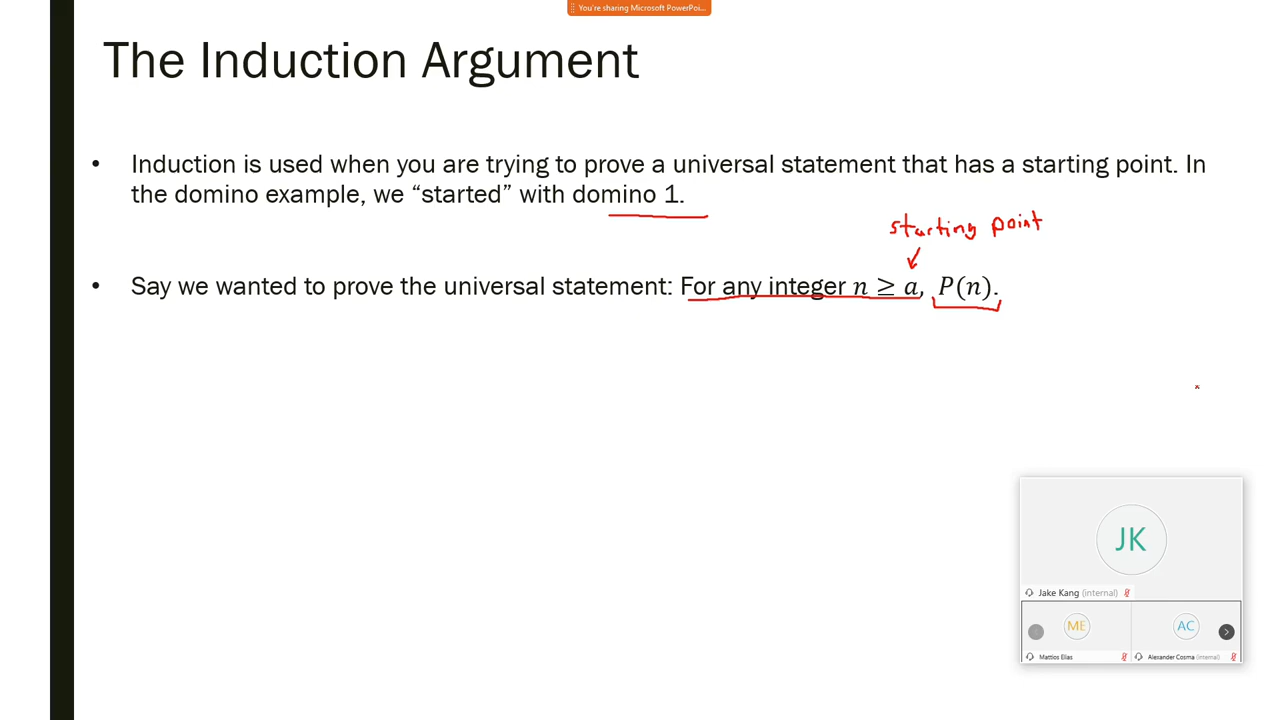 You're sharing Microsoft PowerPoi...
The Induction Argument
• Induction is used when you are trying to prove a universal statement that has a starting point. In
the domino example, we “started” with domino 1.
starting point
• Say we wanted to prove the universal statement: For any integer n ≥ a, P(n).
JK
Jake Kang (internal)
ME
AC
Mattios Elias
Alexander Cosma (internal)